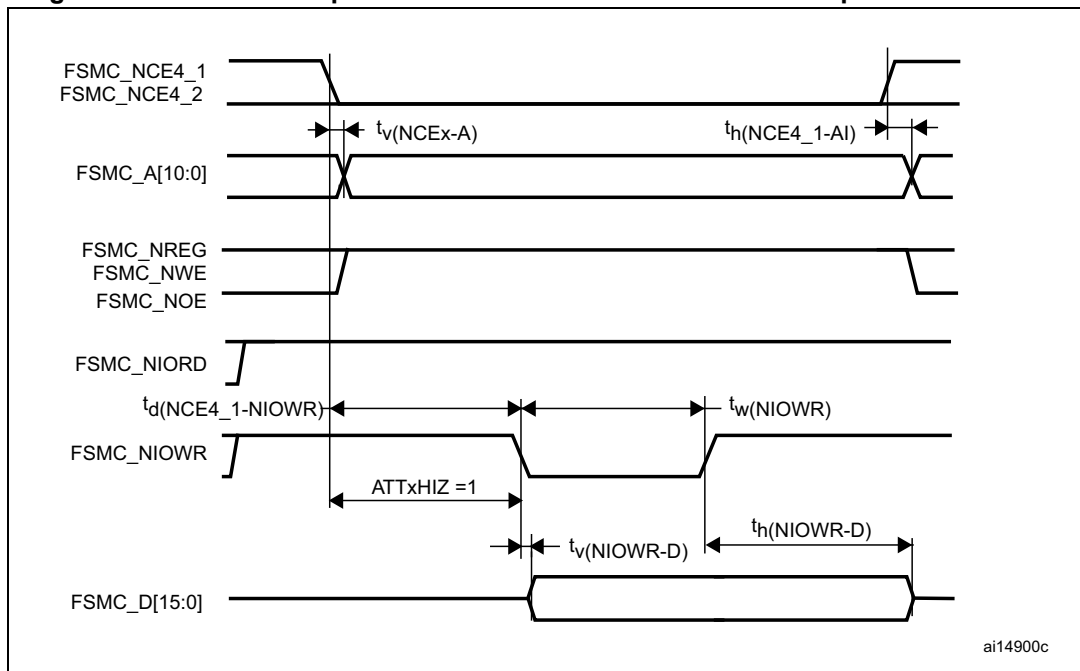 FSMC_NCE4_1
FSMC_NCE4_2
tv(NCEx-A)
th(NCE4_1-AI)
FSMC_A[10:0]
FSMC_NREG
FSMC_NWE
FSMC_NOE
FSMC_NIORD
td(NCE4_1-NIOWR)
tw(NIOWR)
FSMC_NIOWR
ATTxHIZ =1
th(NIOWR-D)
tv(NIOWR-D)
FSMC_D[15:0]
ai14900c